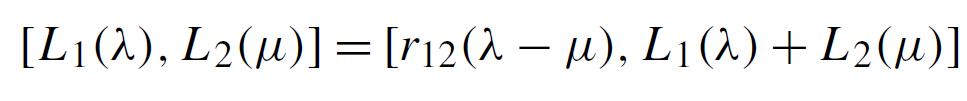 [L₁(λ), L₂(μ)] = [r₁₂(λ − μ), L₁(λ) + L₂(μ)]